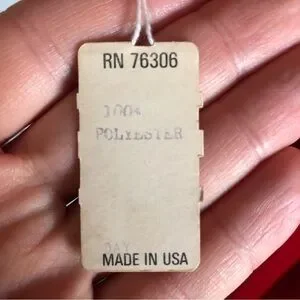 RN 76306
100%
POLYESTER
MADE IN USA